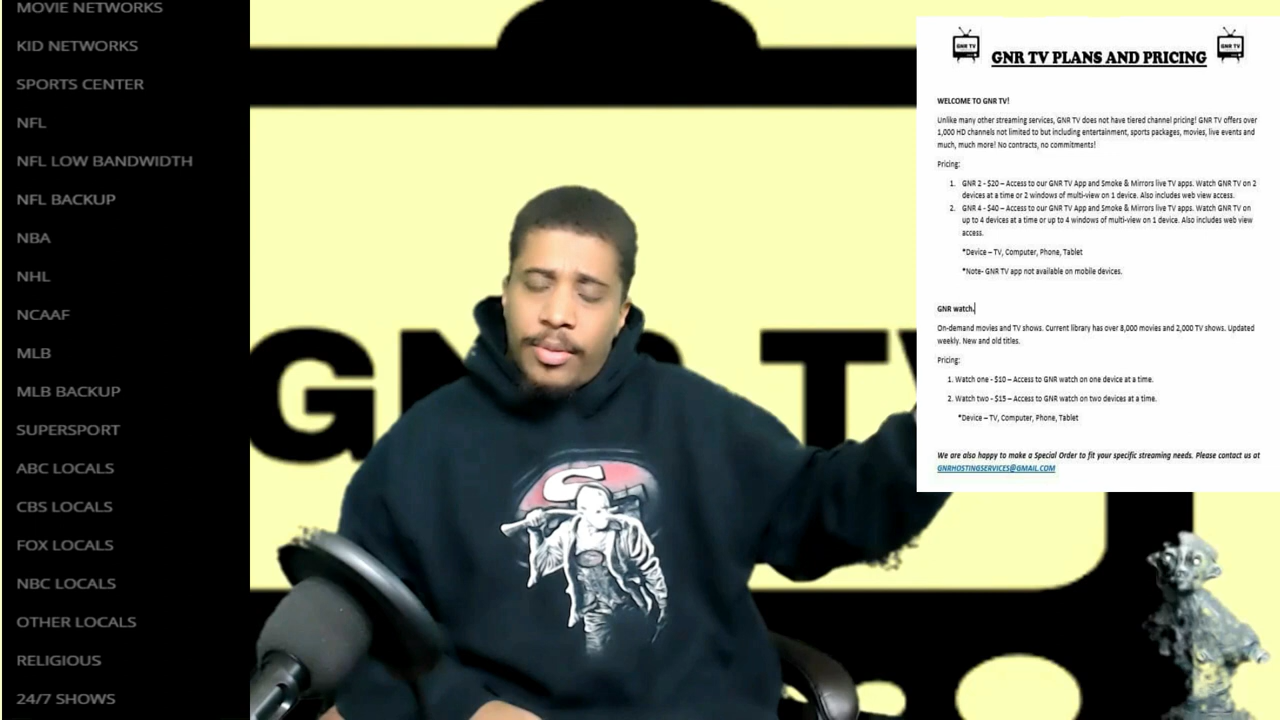 MOVIE NETWORKS
KID NETWORKS
SPORTS CENTER
NFL
NFL LOW BANDWIDTH
NFL BACKUP
NBA
NHL
NCAAF
MLB
MLB BACKUP
SUPERSPORT
ABC LOCALS
CBS LOCALS
FOX LOCALS
NBC LOCALS
OTHER LOCALS
RELIGIOUS
24/7 SHOWS
GNR TV
GNR TV
GNR TV PLANS AND PRICING
GNR TV
WELCOME TO GNR TV!
Unlike many other streaming services, GNR TV does not have tiered channel pricing! GNR TV offers over
1,000 HD channels not limited to but including entertainment, sports packages, movies, live events and
much, much more! No contracts, no commitments!
Pricing:
1. GNR 2 - $20 – Access to our GNR TV App and Smoke & Mirrors live TV apps. Watch GNR TV on 2
devices at a time or 2 windows of multi-view on 1 device. Also includes web view access.
2. GNR 4 - $40 – Access to our GNR TV App and Smoke & Mirrors live TV apps. Watch GNR TV on
up to 4 devices at a time or up to 4 windows of multi-view on 1 device. Also includes web view
access.
*Device – TV, Computer, Phone, Tablet
*Note- GNR TV app not available on mobile devices.
GNR watch.
On-demand movies and TV shows. Current library has over 8,000 movies and 2,000 TV shows. Updated
weekly. New and old titles.
Pricing:
1. Watch one - $10 – Access to GNR watch on one device at a time.
2. Watch two - $15 – Access to GNR watch on two devices at a time.
*Device – TV, Computer, Phone, Tablet
We are also happy to make a Special Order to fit your specific streaming needs. Please contact us at
GNRHOSTINGSERVICES@GMAIL.COM